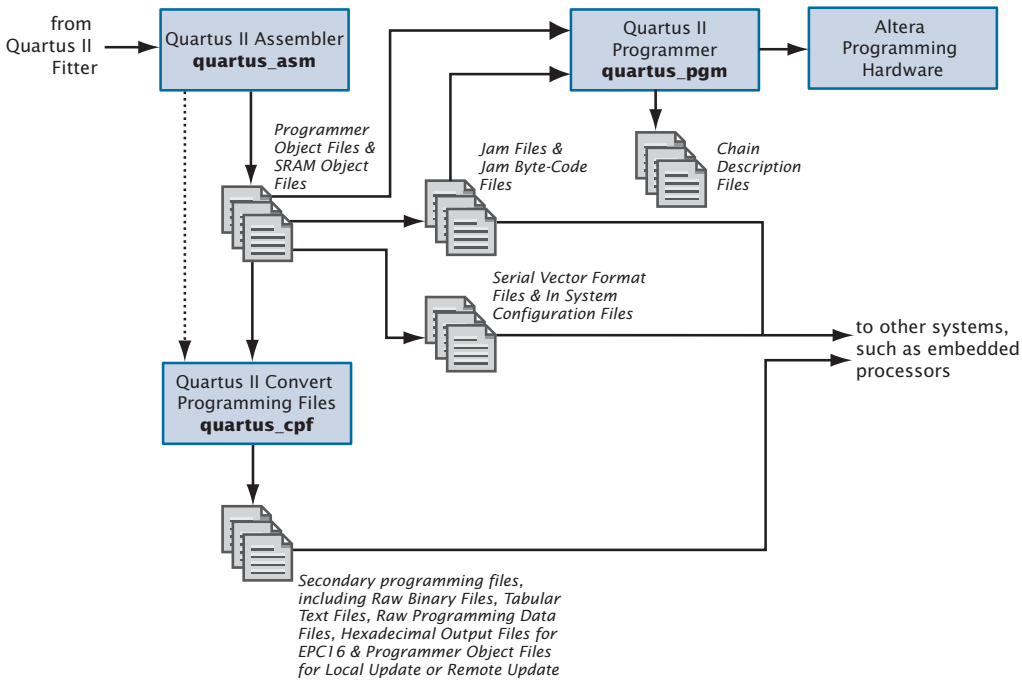 from
Quartus II
Fitter
Quartus II Assembler
quartus_asm
Quartus II
Programmer
quartus_pgm
Altera
Programming
Hardware
Programmer
Object Files &
SRAM Object
Files
Jam Files &
Jam Byte-Code
Files
Chain
Description
Files
Serial Vector Format
Files & In System
Configuration Files
to other systems,
such as embedded
processors
Quartus II Convert
Programming Files
quartus_cpf
Secondary programming files,
including Raw Binary Files, Tabular
Text Files, Raw Programming Data
Files, Hexadecimal Output Files for
EPC16 & Programmer Object Files
for Local Update or Remote Update